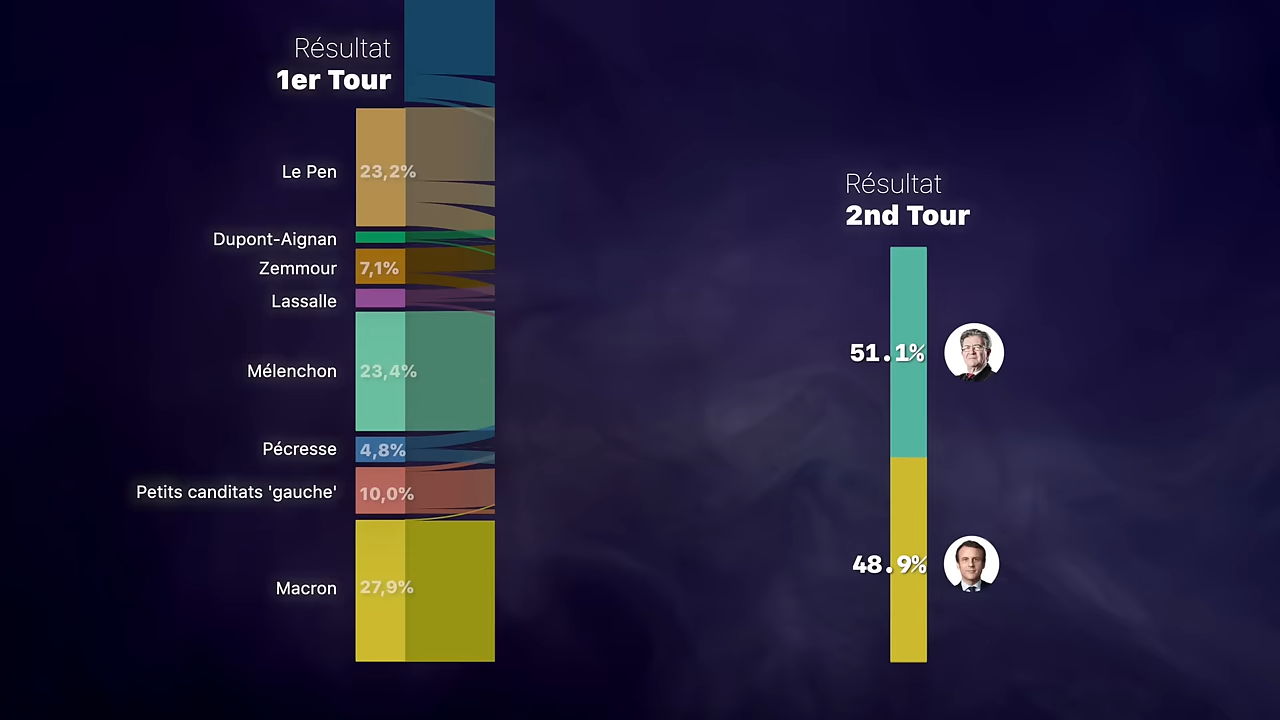 Résultat
1er Tour
Le Pen 23,2%
Dupont-Aignan
Zemmour 7,1%
Lassalle
Mélenchon 23,4%
Pécresse 4,8%
Petits canditats 'gauche' 10,0%
Macron 27,9%
Résultat
2nd Tour
51.1%
48.9%